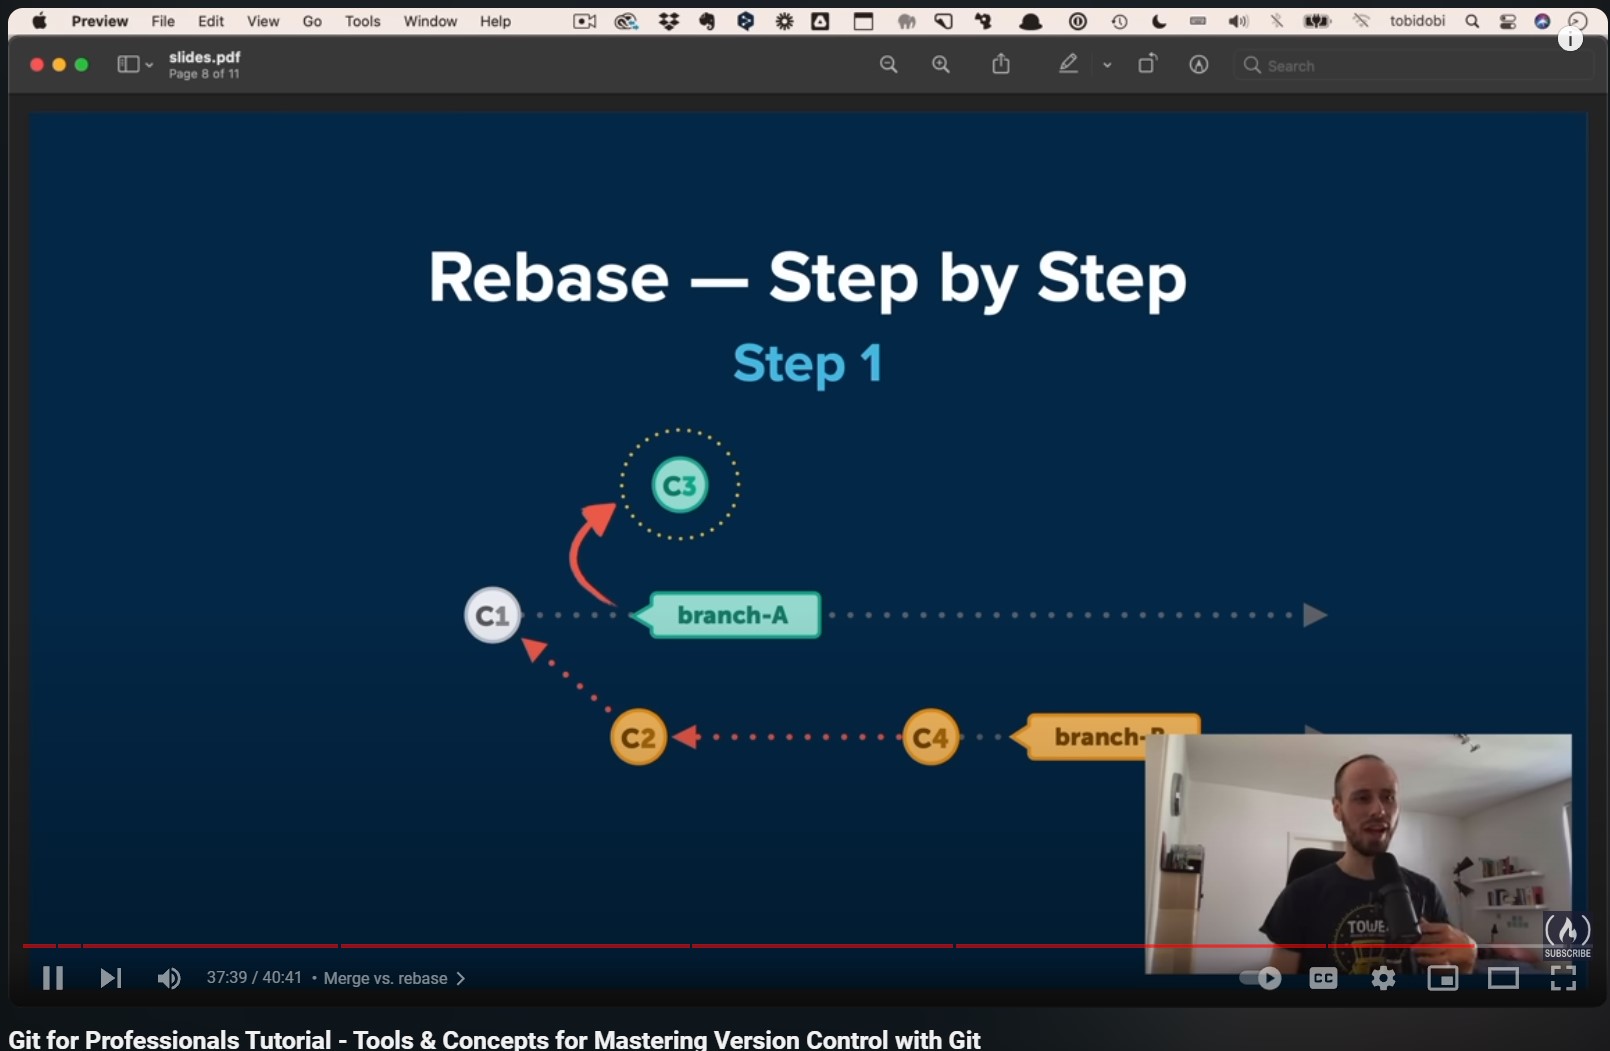 Preview File Edit View Go Tools Window Help tobidobi
slides.pdf
Page 8 of 11
Search
Rebase — Step by Step
Step 1
C3
C1 branch-A
C2 C4 branch-B
TOWE
SUBSCRIBE
37:39 / 40:41 • Merge vs. rebase
CC
Git for Professionals Tutorial - Tools & Concepts for Mastering Version Control with Git